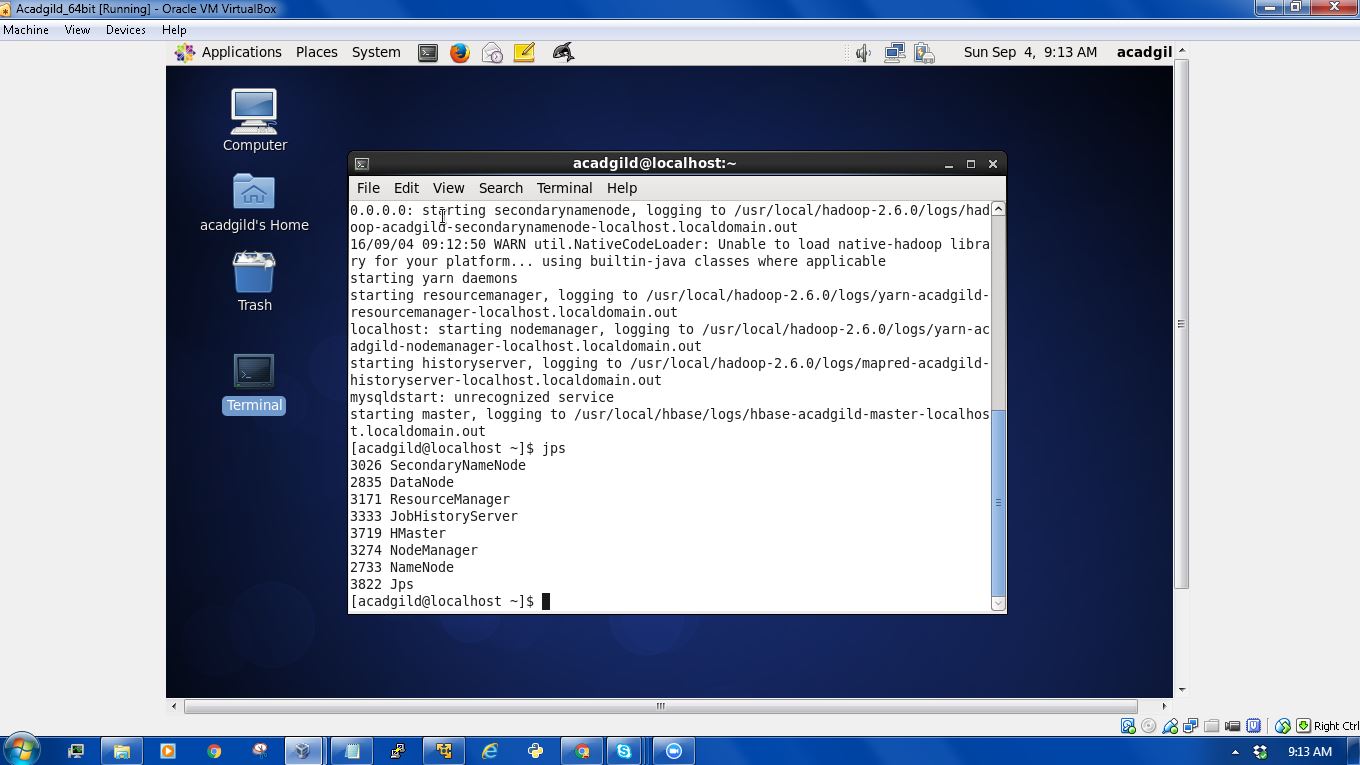 Acadgild_64bit [Running] - Oracle VM VirtualBox
Machine View Devices Help
Applications Places System Sun Sep 4, 9:13 AM acadgil
Computer
acadgild's Home
Trash
Terminal
acadgild@localhost:~
File Edit View Search Terminal Help
0.0.0.0: starting secondarynamenode, logging to /usr/local/hadoop-2.6.0/logs/had
oop-acadgild-secondarynamenode-localhost.localdomain.out
16/09/04 09:12:50 WARN util.NativeCodeLoader: Unable to load native-hadoop libra
ry for your platform... using builtin-java classes where applicable
starting yarn daemons
starting resourcemanager, logging to /usr/local/hadoop-2.6.0/logs/yarn-acadgild-
resourcemanager-localhost.localdomain.out
localhost: starting nodemanager, logging to /usr/local/hadoop-2.6.0/logs/yarn-ac
adgild-nodemanager-localhost.localdomain.out
starting historyserver, logging to /usr/local/hadoop-2.6.0/logs/mapred-acadgild-
historyserver-localhost.localdomain.out
mysqldstart: unrecognized service
starting master, logging to /usr/local/hbase/logs/hbase-acadgild-master-localhos
t.localdomain.out
[acadgild@localhost ~]$ jps
3026 SecondaryNameNode
2835 DataNode
3171 ResourceManager
3333 JobHistoryServer
3719 HMaster
3274 NodeManager
2733 NameNode
3822 Jps
[acadgild@localhost ~]$
Right Ctrl
9:13 AM